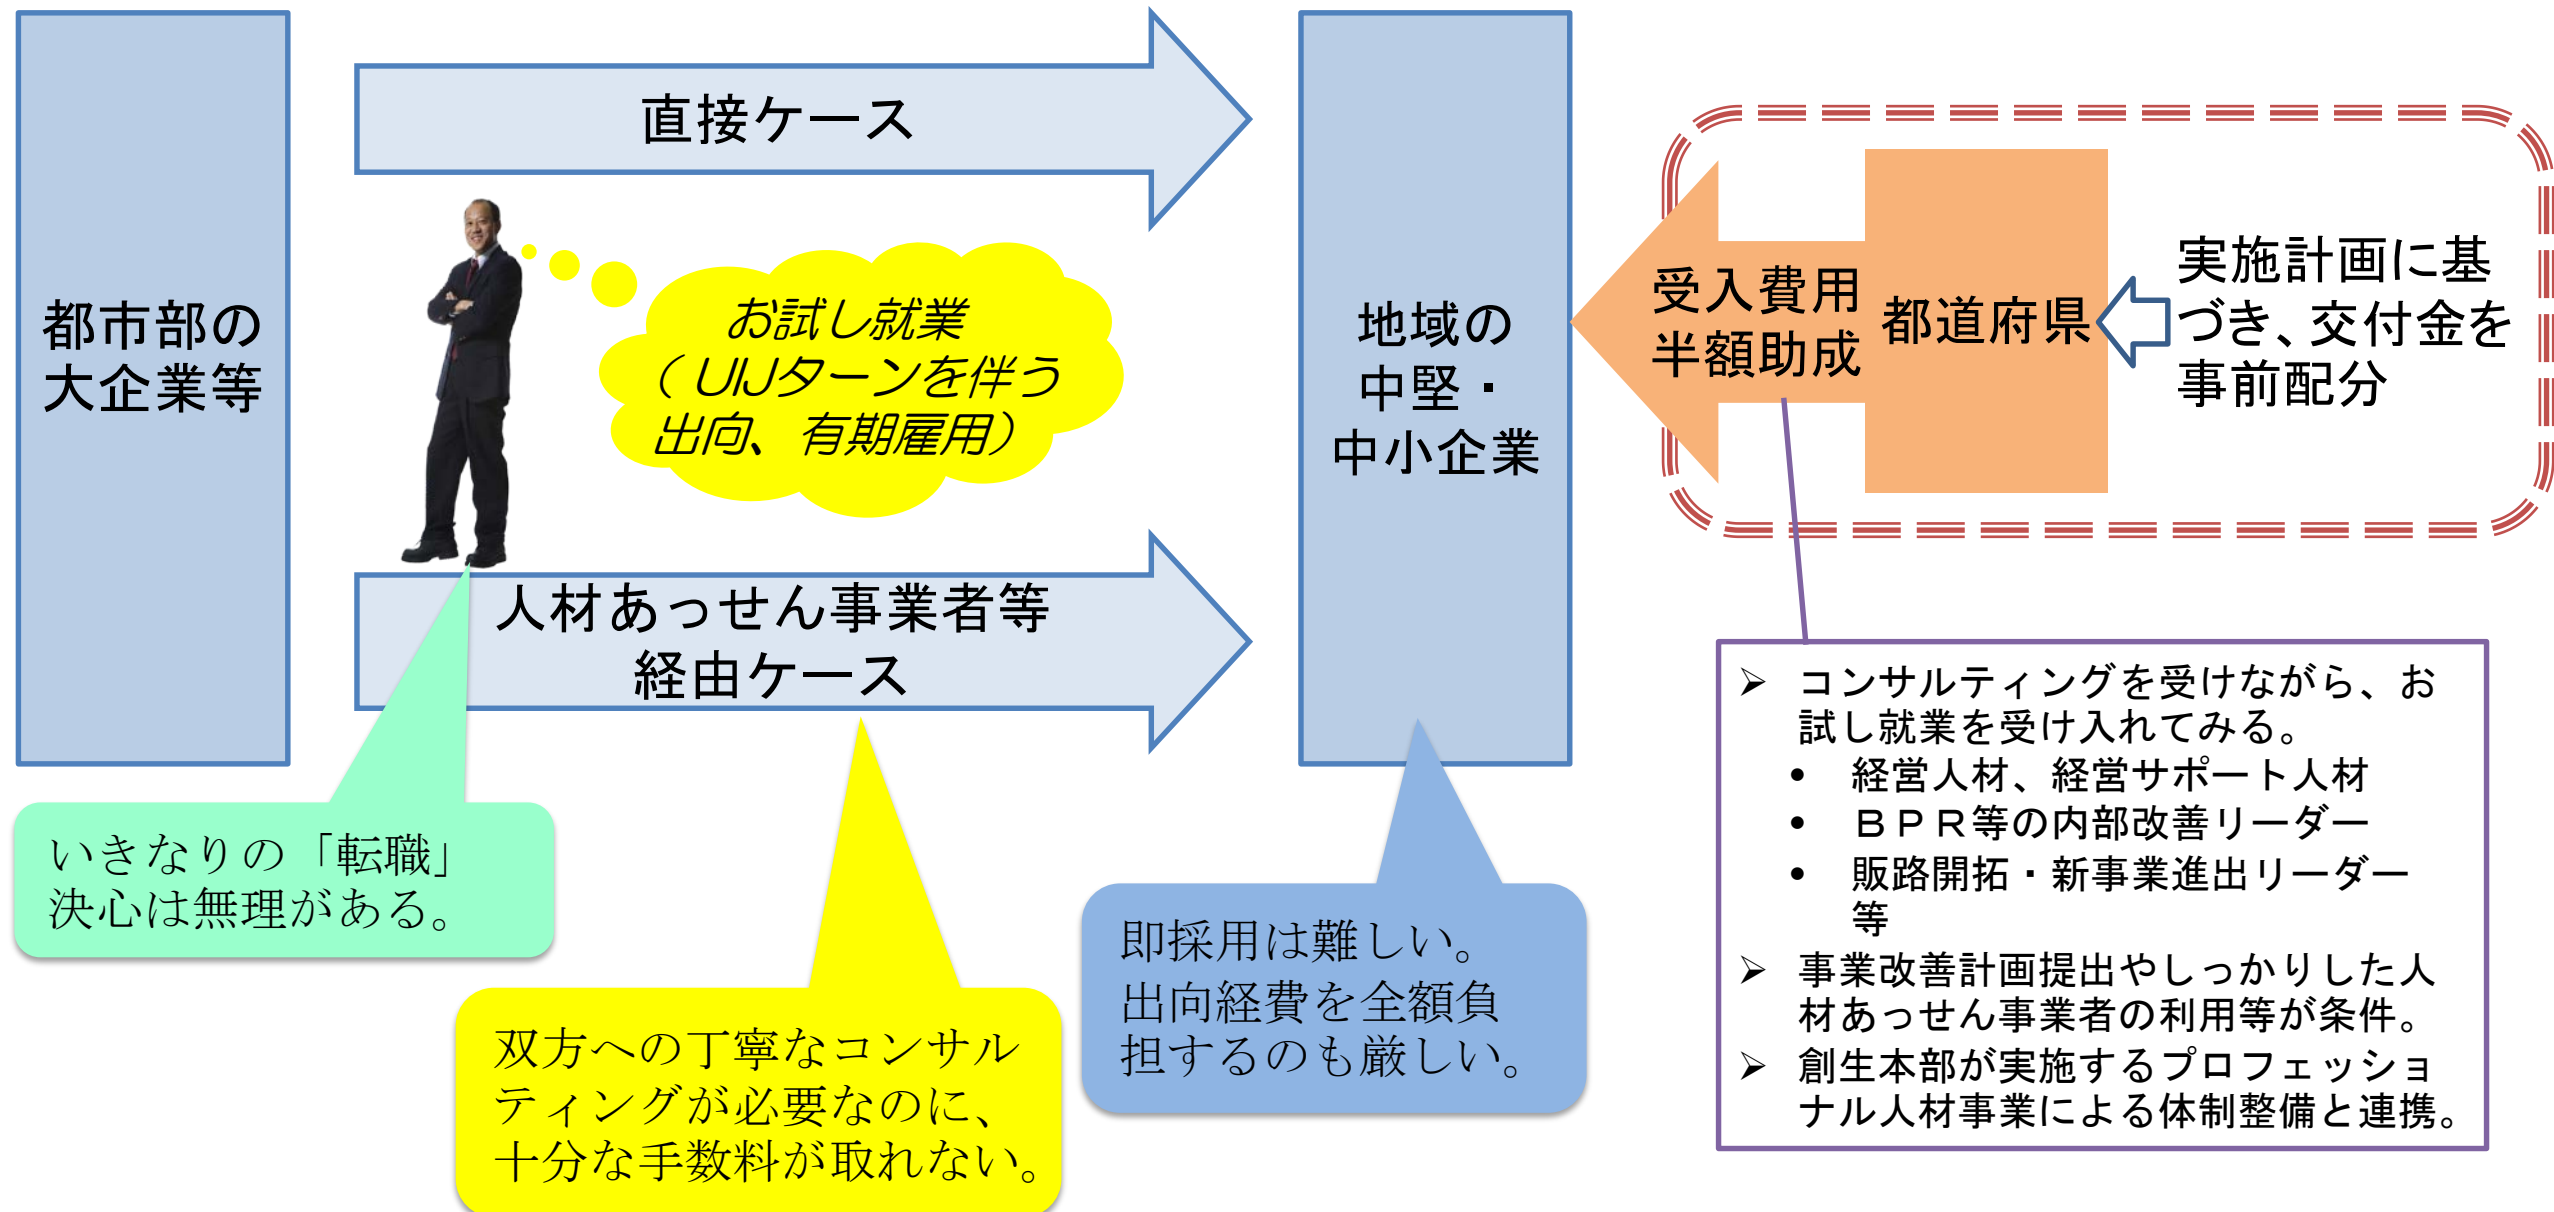 都市部の
大企業等
直接ケース
お試し就業
(UIJターンを伴う
出向、有期雇用)
人材あっせん事業者等
経由ケース
地域の
中堅・
中小企業
受入費用
半額助成
都道府県
実施計画に基
づき、交付金を
事前配分
いきなりの「転職」
決心は無理がある。
双方への丁寧なコンサル
ティングが必要なのに、
十分な手数料が取れない。
即採用は難しい。
出向経費を全額負
担するのも厳しい。
➢ コンサルティングを受けながら、お
試し就業を受け入れてみる。
• 経営人材、経営サポート人材
• BPR等の内部改善リーダー
• 販路開拓・新事業進出リーダー
等
➢ 事業改善計画提出やしっかりした人
材あっせん事業者の利用等が条件。
➢ 創生本部が実施するプロフェッショ
ナル人材事業による体制整備と連携。